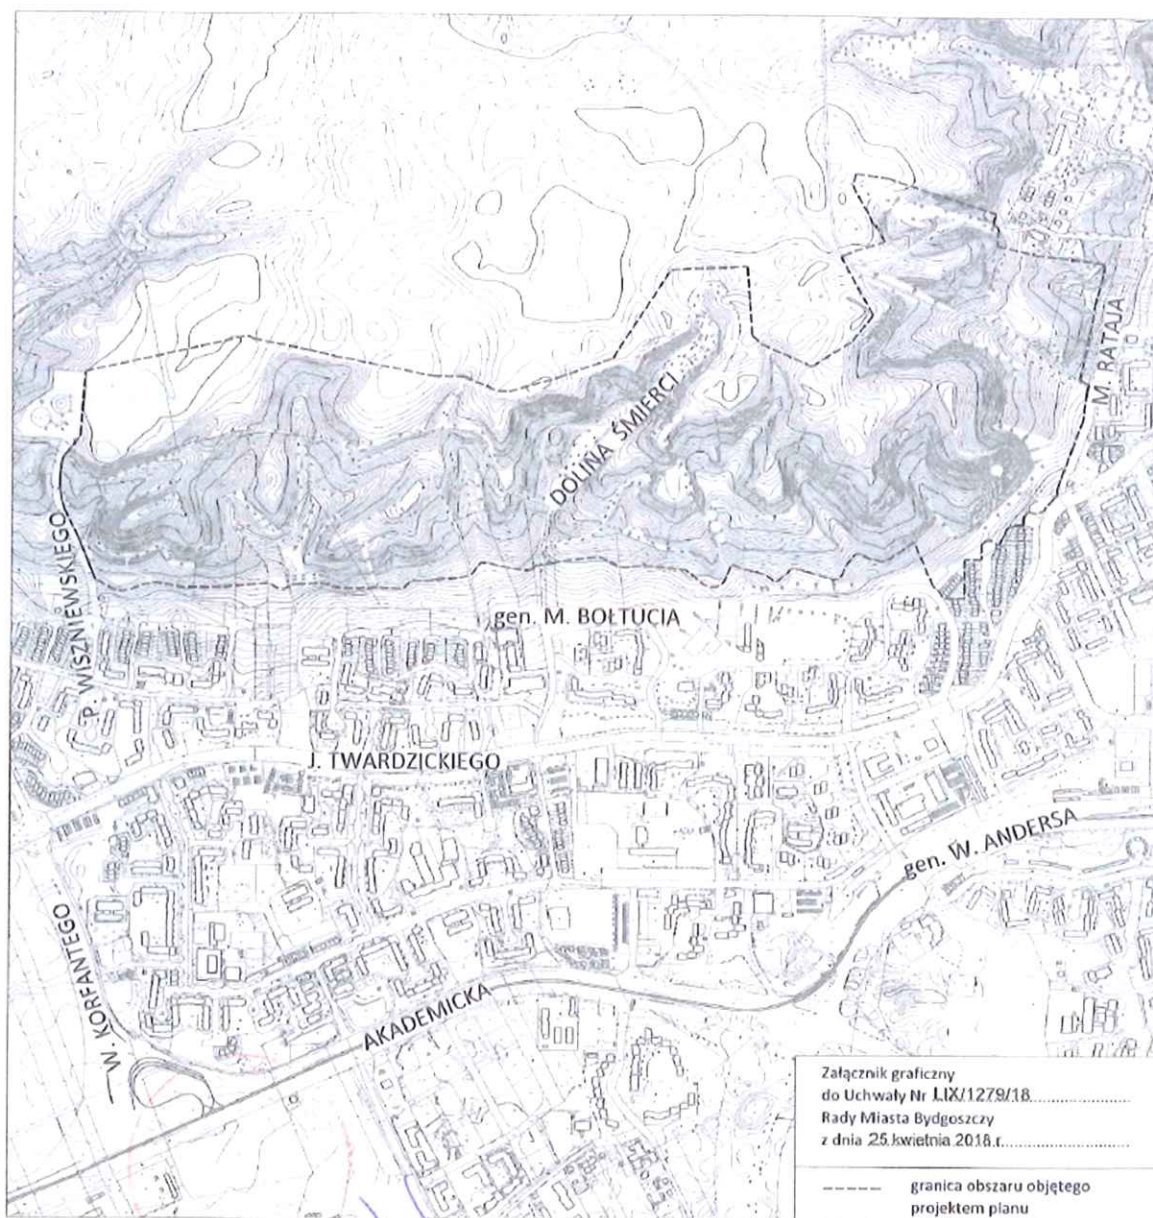 M. RATAJA
DOLINA ŚMIERCI
P. WISZNIEWSKIEGO
gen. M. BOŁTUCIA
J. TWARDZICKIEGO
gen. W. ANDERSA
W. KORFANTEGO
AKADEMICKA
Załącznik graficzny
do Uchwały Nr LIX/1279/18
Rady Miasta Bydgoszczy
z dnia 25 kwietnia 2018 r.
granica obszaru objętego
projektem planu